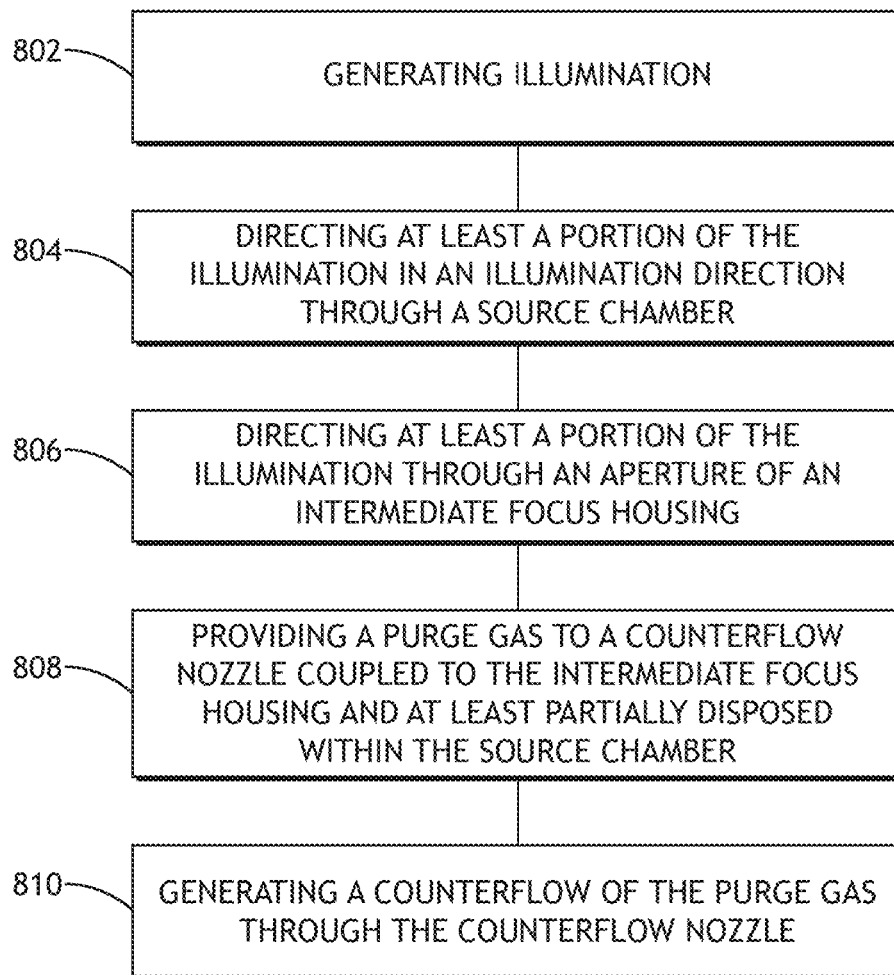 802
GENERATING ILLUMINATION
804
DIRECTING AT LEAST A PORTION OF THE
ILLUMINATION IN AN ILLUMINATION DIRECTION
THROUGH A SOURCE CHAMBER
806
DIRECTING AT LEAST A PORTION OF THE
ILLUMINATION THROUGH AN APERTURE OF AN
INTERMEDIATE FOCUS HOUSING
808
PROVIDING A PURGE GAS TO A COUNTERFLOW
NOZZLE COUPLED TO THE INTERMEDIATE FOCUS
HOUSING AND AT LEAST PARTIALLY DISPOSED
WITHIN THE SOURCE CHAMBER
810
GENERATING A COUNTERFLOW OF THE PURGE GAS
THROUGH THE COUNTERFLOW NOZZLE